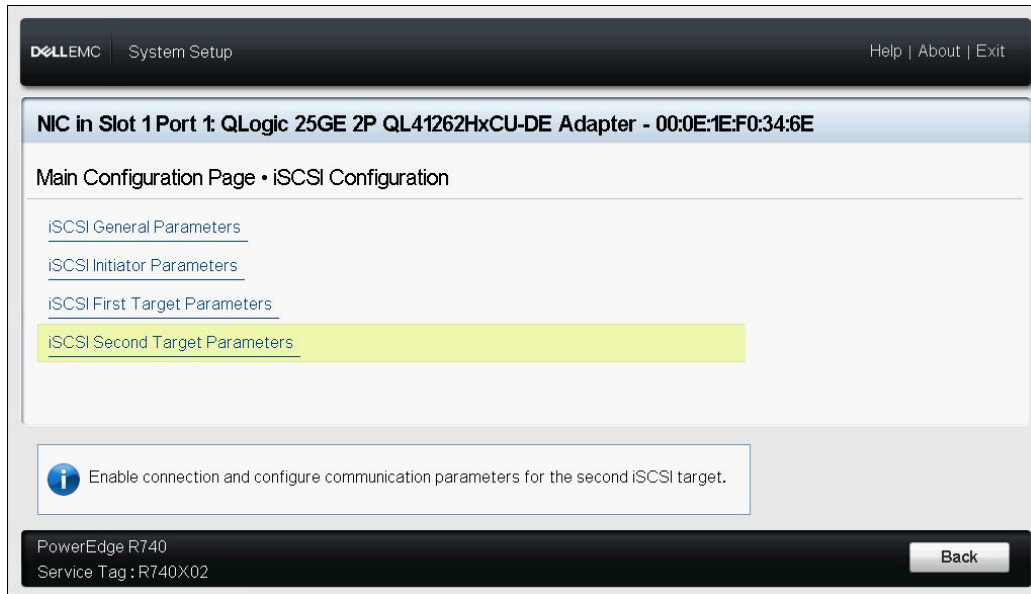 DELLEMC System Setup Help | About | Exit
NIC in Slot 1 Port 1: QLogic 25GE 2P QL41262HxCU-DE Adapter - 00:0E:1E:F0:34:6E
Main Configuration Page • iSCSI Configuration
iSCSI General Parameters
iSCSI Initiator Parameters
iSCSI First Target Parameters
iSCSI Second Target Parameters
Enable connection and configure communication parameters for the second iSCSI target.
PowerEdge R740
Service Tag : R740X02
Back